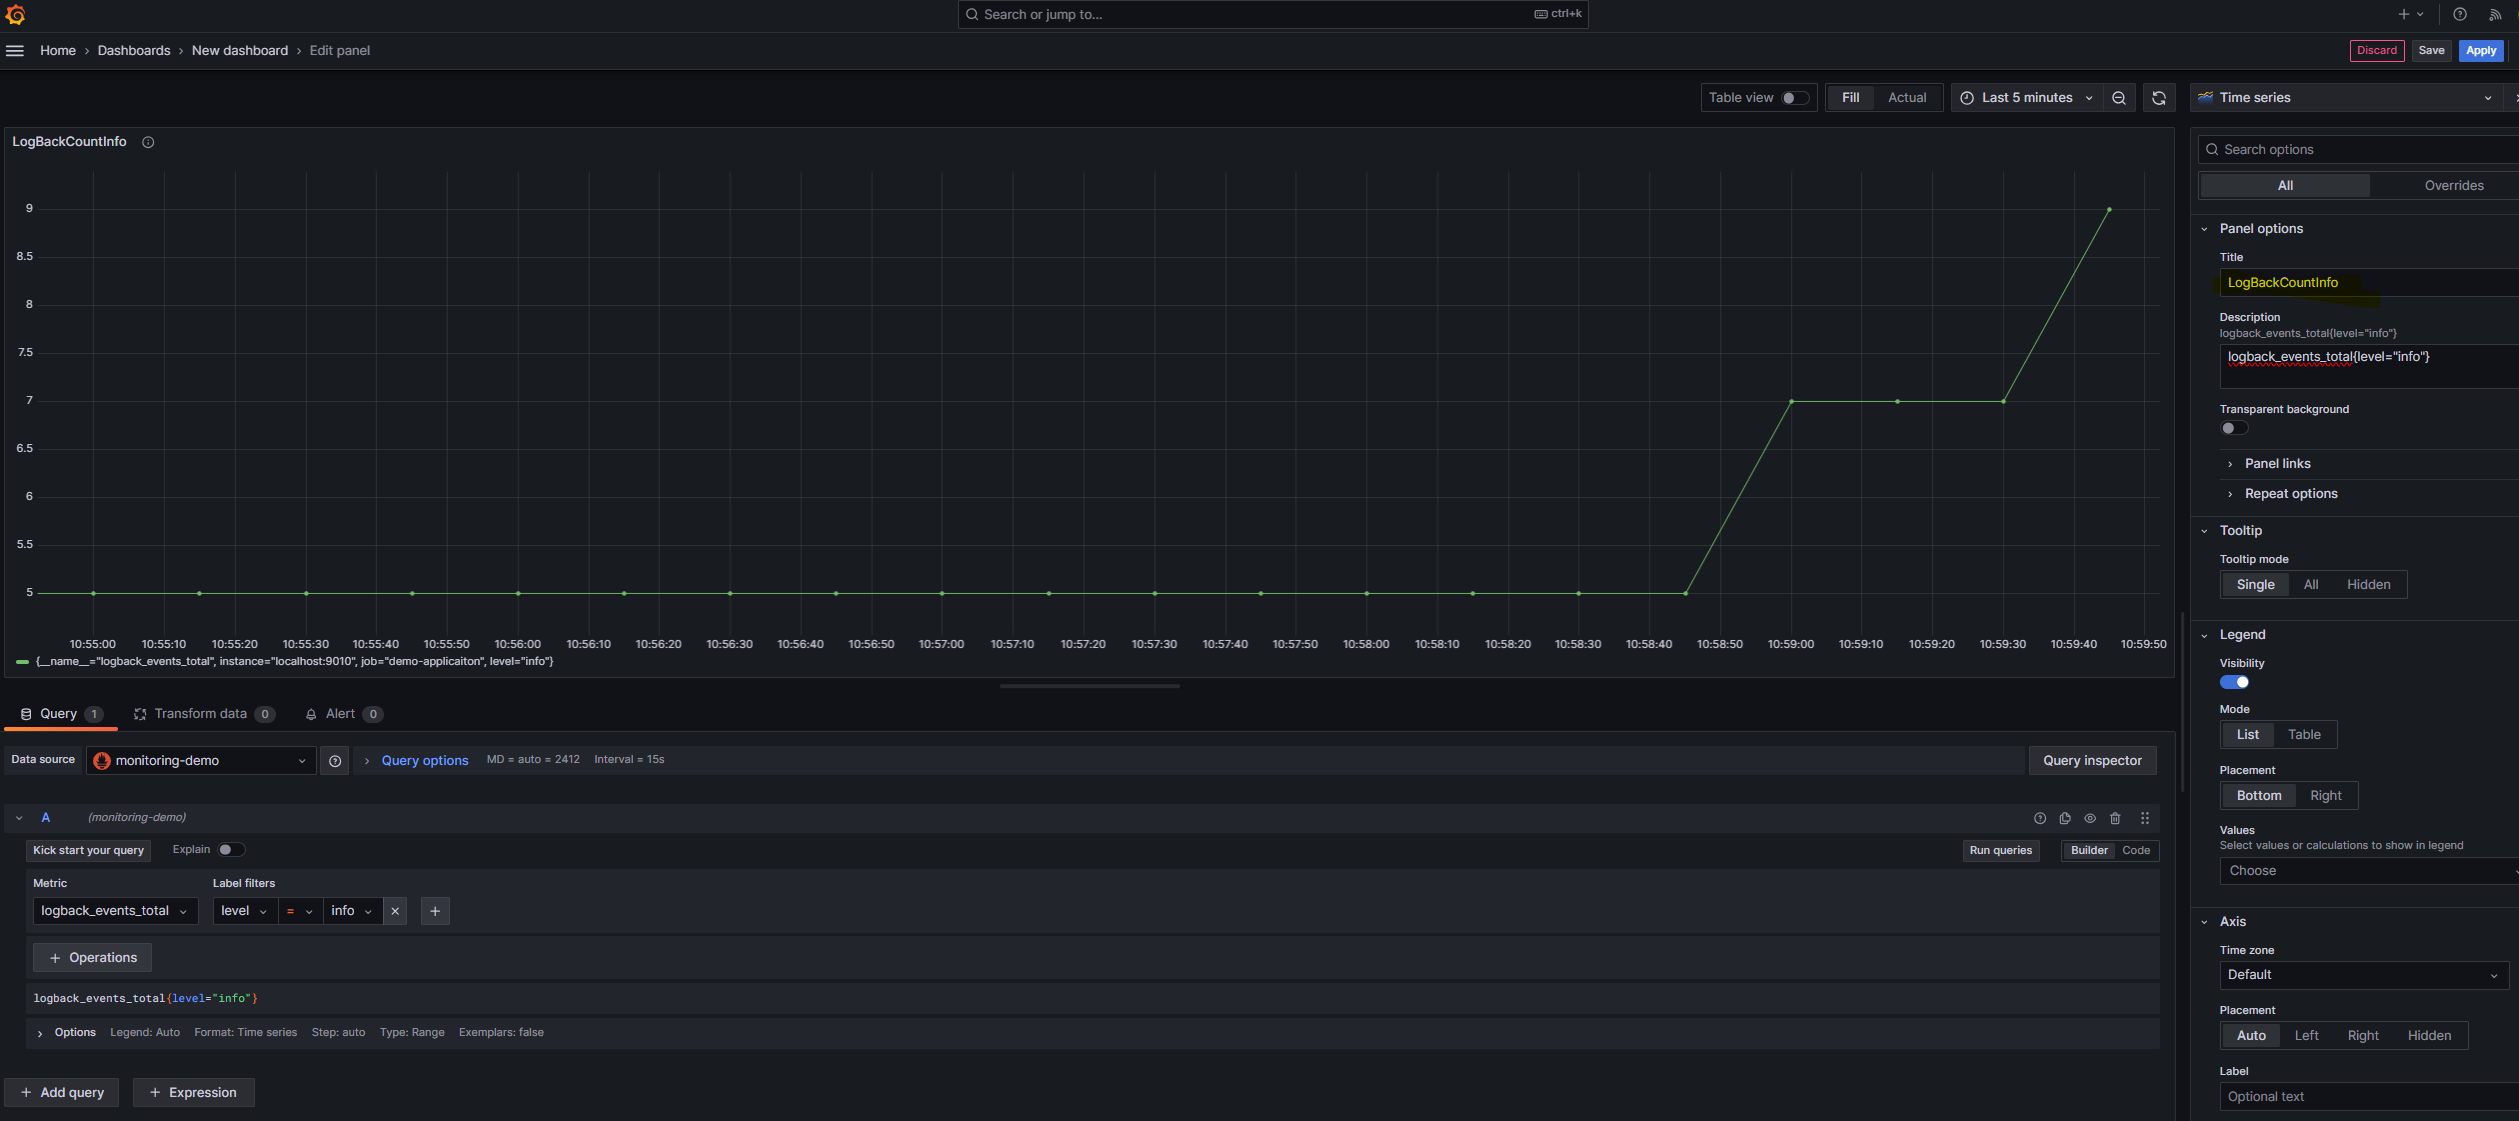 Search or jump to...
ctrl+k
Home › Dashboards › New dashboard › Edit panel
Discard
Save
Apply
Table view
Fill
Actual
Last 5 minutes
Time series
LogBackCountInfo
9
8.5
8
7.5
7
6.5
6
5.5
5
10:55:00 10:55:10 10:55:20 10:55:30 10:55:40 10:55:50 10:56:00 10:56:10 10:56:20 10:56:30 10:56:40 10:56:50 10:57:00 10:57:10 10:57:20 10:57:30 10:57:40 10:57:50 10:58:00 10:58:10 10:58:20 10:58:30 10:58:40 10:58:50 10:59:00 10:59:10 10:59:20 10:59:30 10:59:40 10:59:50
{__name__="logback_events_total", instance="localhost:9010", job="demo-applicaiton", level="info"}
Query 1
Transform data 0
Alert 0
Data source
monitoring-demo
Query options
MD = auto = 2412
Interval = 15s
Query inspector
A
(monitoring-demo)
Kick start your query
Explain
Run queries
Builder
Code
Metric
Label filters
logback_events_total
level
=
info
+ Operations
logback_events_total{level="info"}
Options
Legend: Auto
Format: Time series
Step: auto
Type: Range
Exemplars: false
+ Add query
+ Expression
Search options
All
Overrides
Panel options
Title
LogBackCountInfo
Description
logback_events_total{level="info"}
logback_events_total{level="info"}
Transparent background
Panel links
Repeat options
Tooltip
Tooltip mode
Single
All
Hidden
Legend
Visibility
Mode
List
Table
Placement
Bottom
Right
Values
Select values or calculations to show in legend
Choose
Axis
Time zone
Default
Placement
Auto
Left
Right
Hidden
Label
Optional text